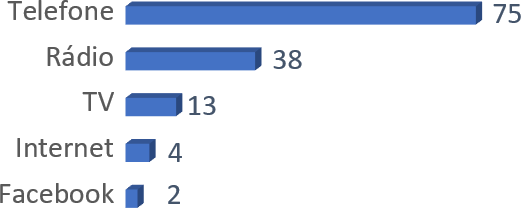 Telefone 75
Rádio 38
TV 13
Internet 4
Facebook 2